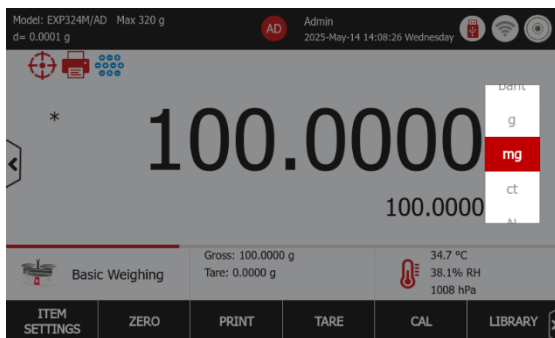 Model: EXP324M/AD Max 320 g
d= 0.0001 g
AD
Admin
2025-May-14 14:08:26 Wednesday
*
100.0000
g
mg
ct
100.0000
Basic Weighing
Gross: 100.0000 g
Tare: 0.0000 g
34.7 °C
38.1% RH
1008 hPa
ITEM SETTINGS
ZERO
PRINT
TARE
CAL
LIBRARY